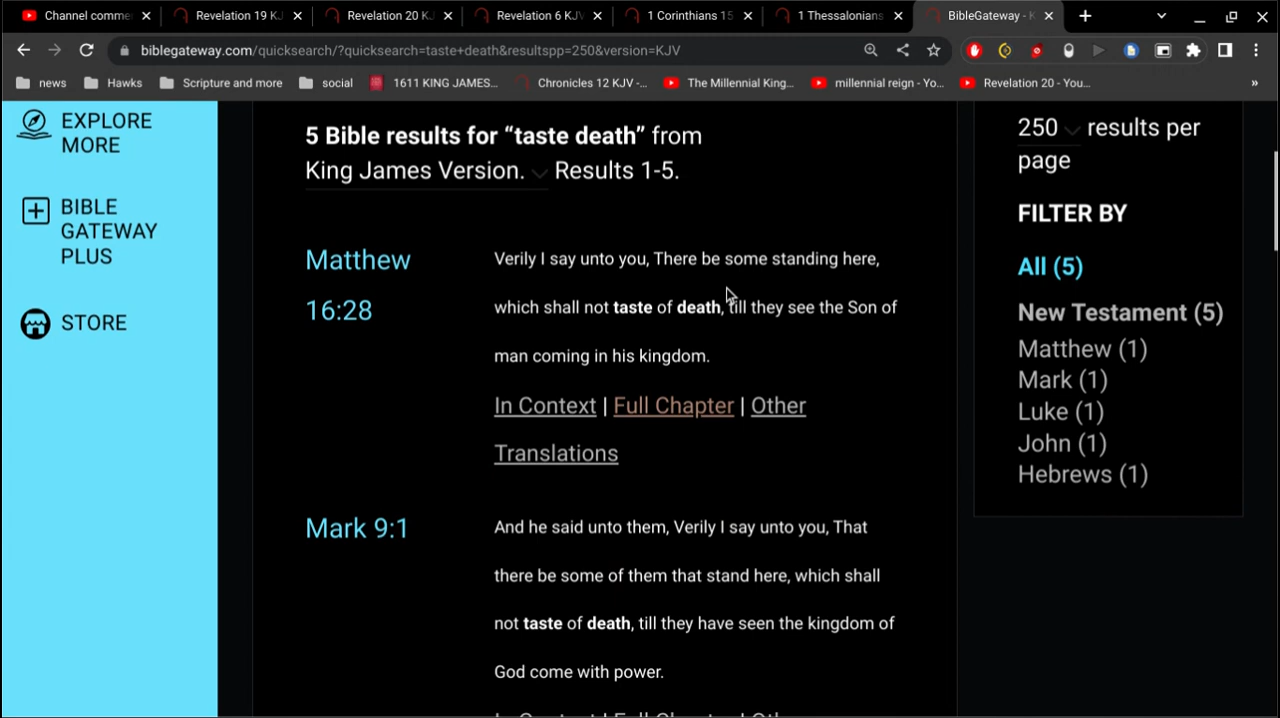 Channel comme
Revelation 19 KJ
Revelation 20 KJ
Revelation 6 KJV
1 Corinthians 15
1 Thessalonians
BibleGateway - K
biblegateway.com/quicksearch/?quicksearch=taste+death&resultspp=250&version=KJV
news
Hawks
Scripture and more
social
1611 KING JAMES...
Chronicles 12 KJV -...
The Millennial King...
millennial reign - Yo...
Revelation 20 - You...
»
EXPLORE
MORE
BIBLE
GATEWAY
PLUS
STORE
5 Bible results for “taste death” from
King James Version. Results 1-5.
Matthew
16:28
Verily I say unto you, There be some standing here,
which shall not taste of death, till they see the Son of
man coming in his kingdom.
In Context | Full Chapter | Other
Translations
Mark 9:1
And he said unto them, Verily I say unto you, That
there be some of them that stand here, which shall
not taste of death, till they have seen the kingdom of
God come with power.
In Context | Full Chapter | Other
250 results per
page
FILTER BY
All (5)
New Testament (5)
Matthew (1)
Mark (1)
Luke (1)
John (1)
Hebrews (1)